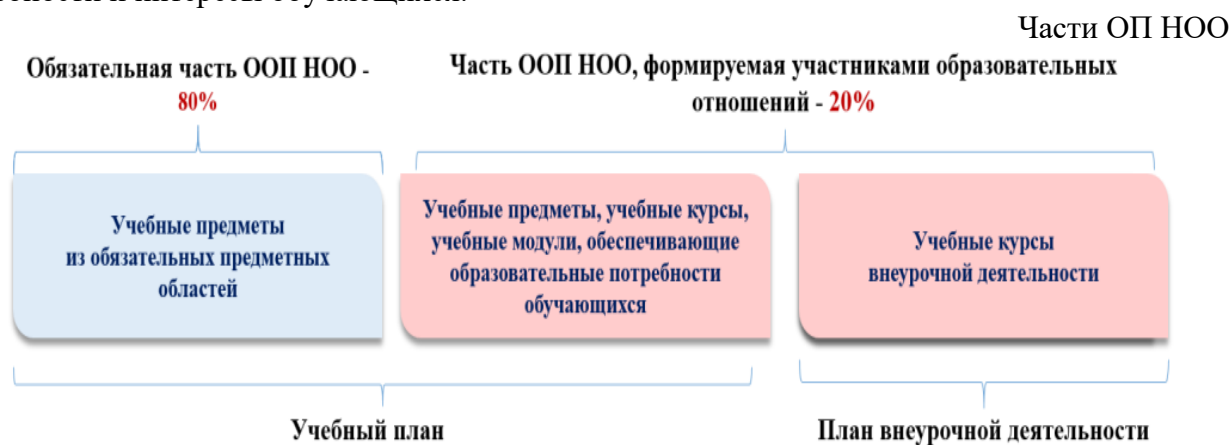 интересы обучающихся.
Части ОП НОО
Обязательная часть ООП НОО -
80%
Часть ООП НОО, формируемая участниками образовательных
отношений - 20%
Учебные предметы
из обязательных предметных
областей
Учебные предметы, учебные курсы,
учебные модули, обеспечивающие
образовательные потребности
обучающихся
Учебные курсы
внеурочной деятельности
Учебный план
План внеурочной деятельности